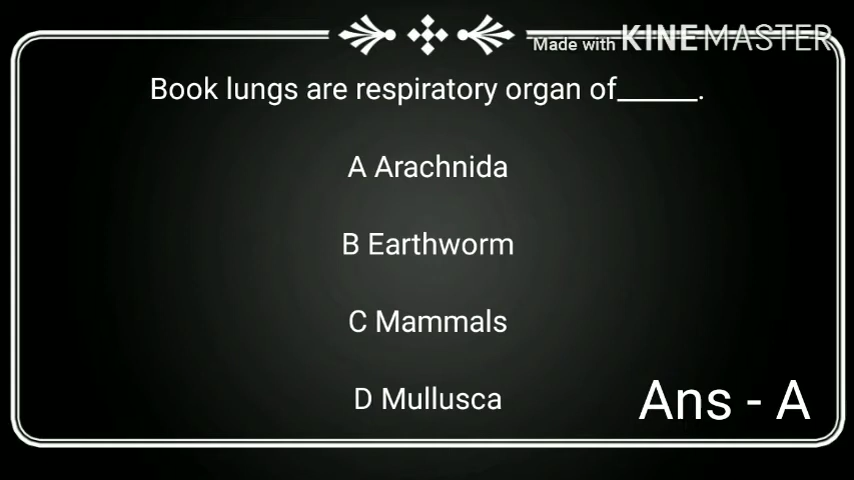 Made with KINEMASTER
Book lungs are respiratory organ of______.
A Arachnida
B Earthworm
C Mammals
D Mullusca
Ans - A